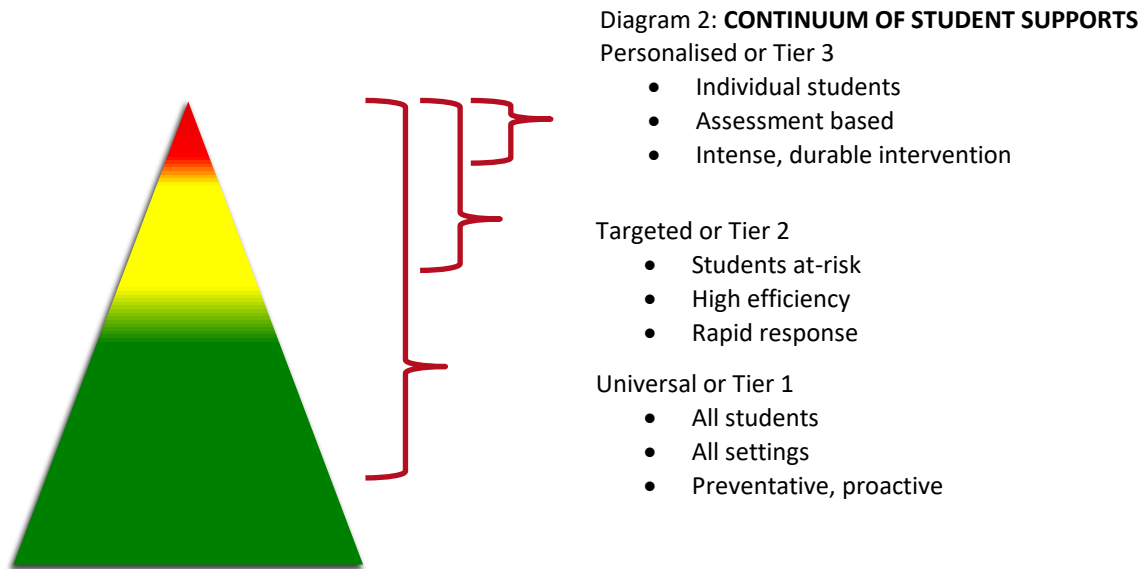 Diagram 2: CONTINUUM OF STUDENT SUPPORTS
Personalised or Tier 3
• Individual students
• Assessment based
• Intense, durable intervention
Targeted or Tier 2
• Students at-risk
• High efficiency
• Rapid response
Universal or Tier 1
• All students
• All settings
• Preventative, proactive